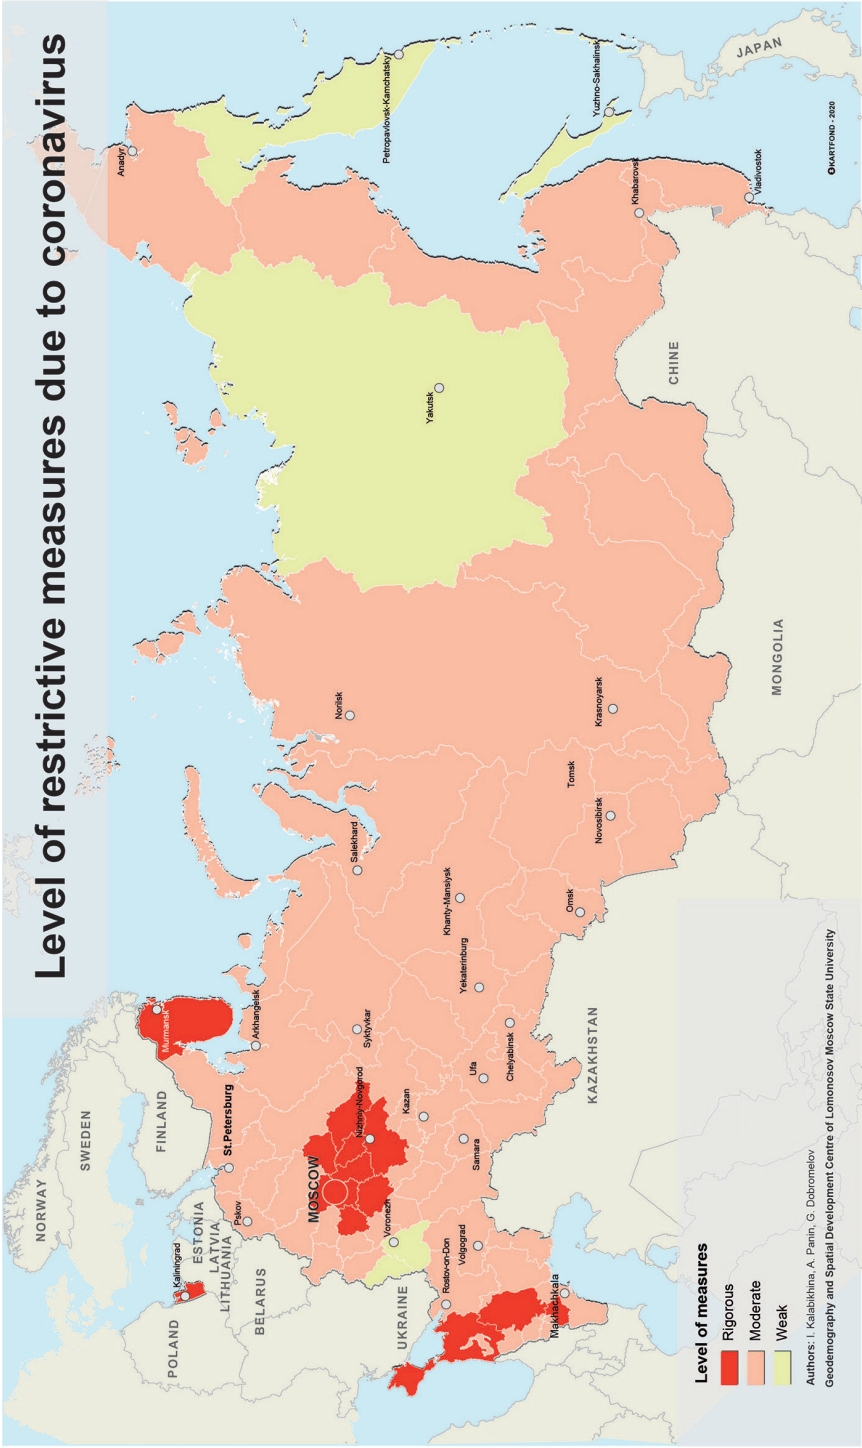 Level of restrictive measures due to coronavirus
NORWAY
SWEDEN
FINLAND
ESTONIA
LATVIA
LITHUANIA
POLAND
BELARUS
UKRAINE
KAZAKHSTAN
MONGOLIA
CHINE
JAPAN
Kaliningrad
Murmansk
St.Petersburg
Pskov
Arkhangelsk
MOSCOW
Nizhniy-Novgorod
Voronezh
Syktyvkar
Kazan
Samara
Ufa
Rostov-on-Don
Volgograd
Makhachkala
Chelyabinsk
Yekaterinburg
Khanty-Mansiysk
Salekhard
Omsk
Novosibirsk
Tomsk
Norilsk
Krasnoyarsk
Yakutsk
Anadyr
Petropavlovsk-Kamchatsky
Yuzhno-Sakhalinsk
Khabarovsk
Vladivostok
Level of measures
Rigorous
Moderate
Weak
Authors: I. Kalabikhina, A. Panin, G. Dobromelov
Geodemography and Spatial Development Centre of Lomonosov Moscow State University
©KARTFOND - 2020